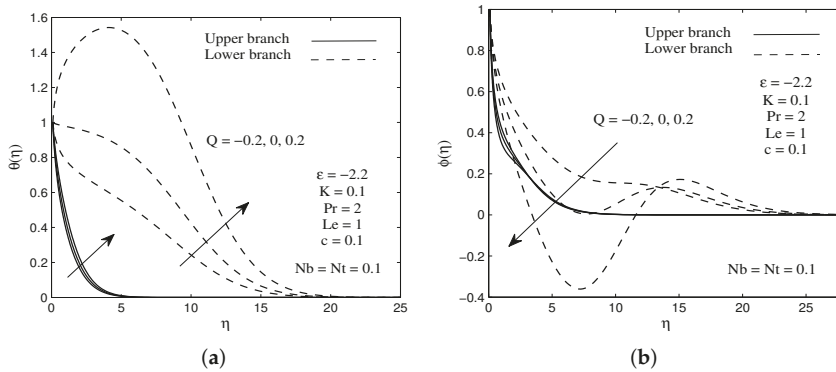 1.6
1.4
1.2
1
0.8
0.6
0.4
0.2
0
0 5 10 15 20 25
θ(η)
η
Upper branch
Lower branch
Q = −0.2, 0, 0.2
ε = −2.2
K = 0.1
Pr = 2
Le = 1
c = 0.1
Nb = Nt = 0.1
(a)
1
0.8
0.6
0.4
0.2
0
−0.2
−0.4
0 5 10 15 20 25
ϕ(η)
η
Upper branch
Lower branch
ε = −2.2
K = 0.1
Pr = 2
Le = 1
c = 0.1
Q = −0.2, 0, 0.2
Nb = Nt = 0.1
(b)